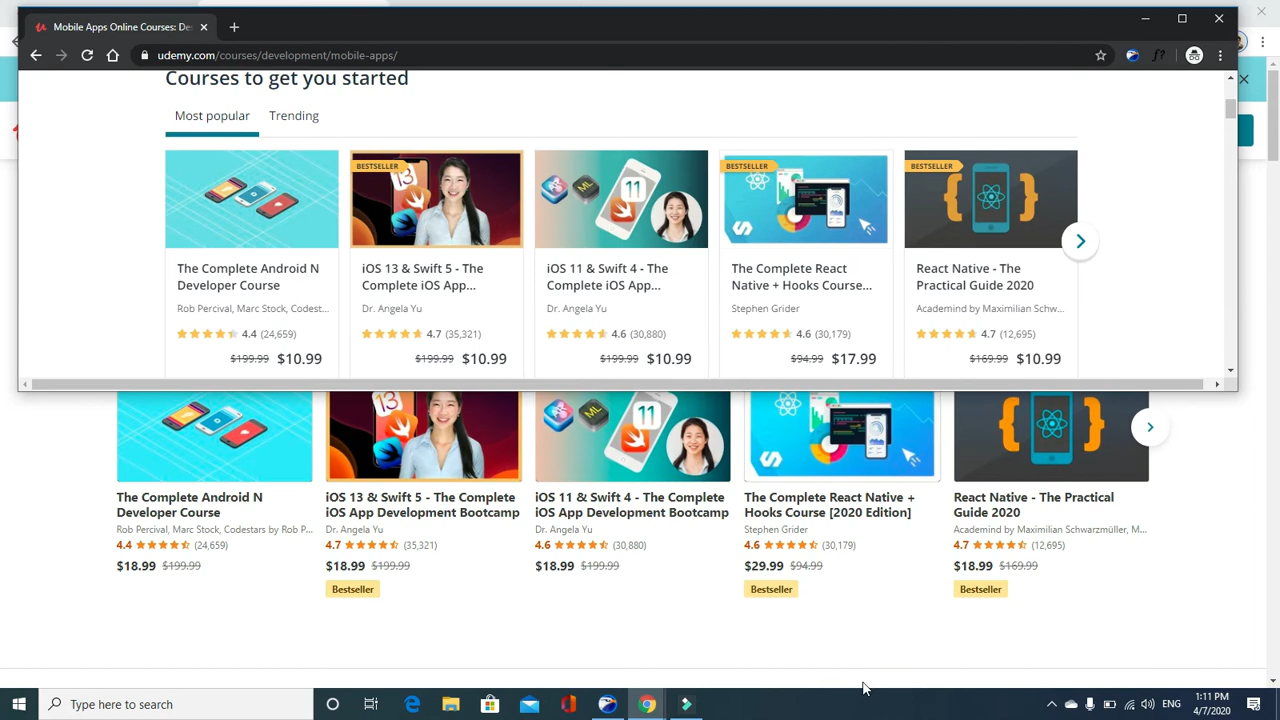 Mobile Apps Online Courses: De
udemy.com/courses/development/mobile-apps/
f?
Courses to get you started
Most popular Trending
BESTSELLER BESTSELLER BESTSELLER
13 11 ML
The Complete Android N
Developer Course
Rob Percival, Marc Stock, Codest...
4.4 (24,659)
$199.99 $10.99
iOS 13 & Swift 5 - The
Complete iOS App...
Dr. Angela Yu
4.7 (35,321)
$199.99 $10.99
iOS 11 & Swift 4 - The
Complete iOS App...
Dr. Angela Yu
4.6 (30,880)
$199.99 $10.99
The Complete React
Native + Hooks Course...
Stephen Grider
4.6 (30,179)
$94.99 $17.99
React Native - The
Practical Guide 2020
Academind by Maximilian Schw...
4.7 (12,695)
$169.99 $10.99
11 ML
The Complete Android N
Developer Course
Rob Percival, Marc Stock, Codestars by Rob P...
4.4 (24,659)
$18.99 $199.99
iOS 13 & Swift 5 - The Complete
iOS App Development Bootcamp
Dr. Angela Yu
4.7 (35,321)
$18.99 $199.99
Bestseller
iOS 11 & Swift 4 - The Complete
iOS App Development Bootcamp
Dr. Angela Yu
4.6 (30,880)
$18.99 $199.99
The Complete React Native +
Hooks Course [2020 Edition]
Stephen Grider
4.6 (30,179)
$29.99 $94.99
Bestseller
React Native - The Practical
Guide 2020
Academind by Maximilian Schwarzmüller, M...
4.7 (12,695)
$18.99 $169.99
Bestseller
Type here to search
ENG
1:11 PM
4/7/2020